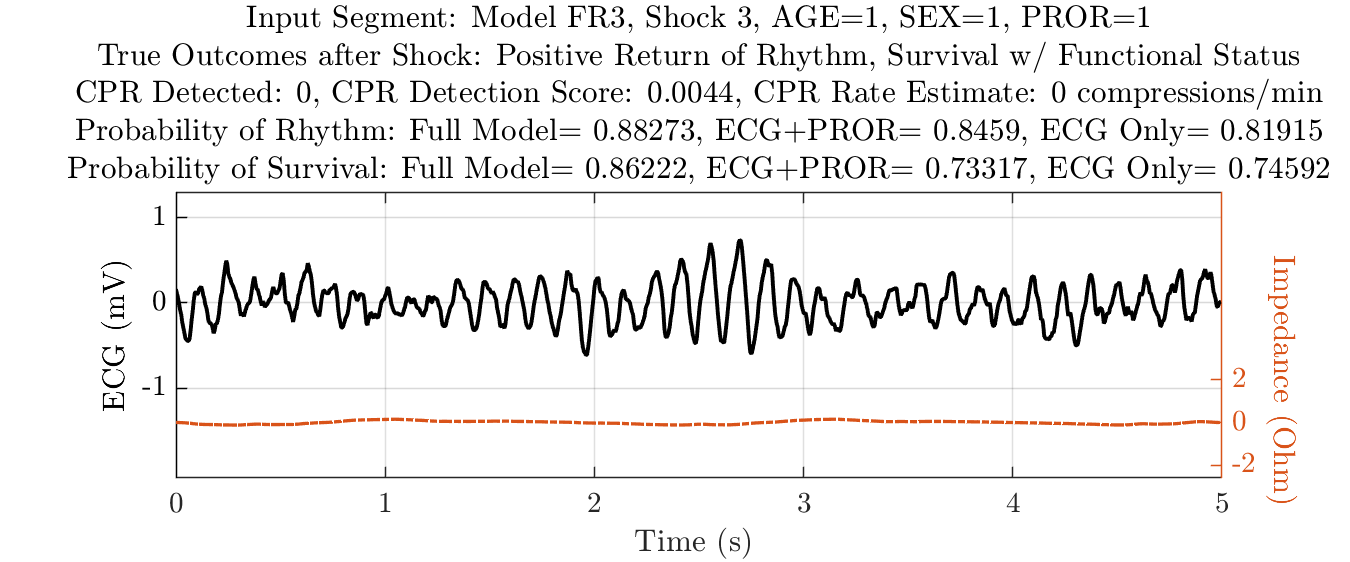 Input Segment: Model FR3, Shock 3, AGE=1, SEX=1, PROR=1
True Outcomes after Shock: Positive Return of Rhythm, Survival w/ Functional Status
CPR Detected: 0, CPR Detection Score: 0.0044, CPR Rate Estimate: 0 compressions/min
Probability of Rhythm: Full Model= 0.88273, ECG+PROR= 0.8459, ECG Only= 0.81915
Probability of Survival: Full Model= 0.86222, ECG+PROR= 0.73317, ECG Only= 0.74592
ECG (mV)
1
0
-1
Impedance (Ohm)
2
0
-2
0 1 2 3 4 5
Time (s)